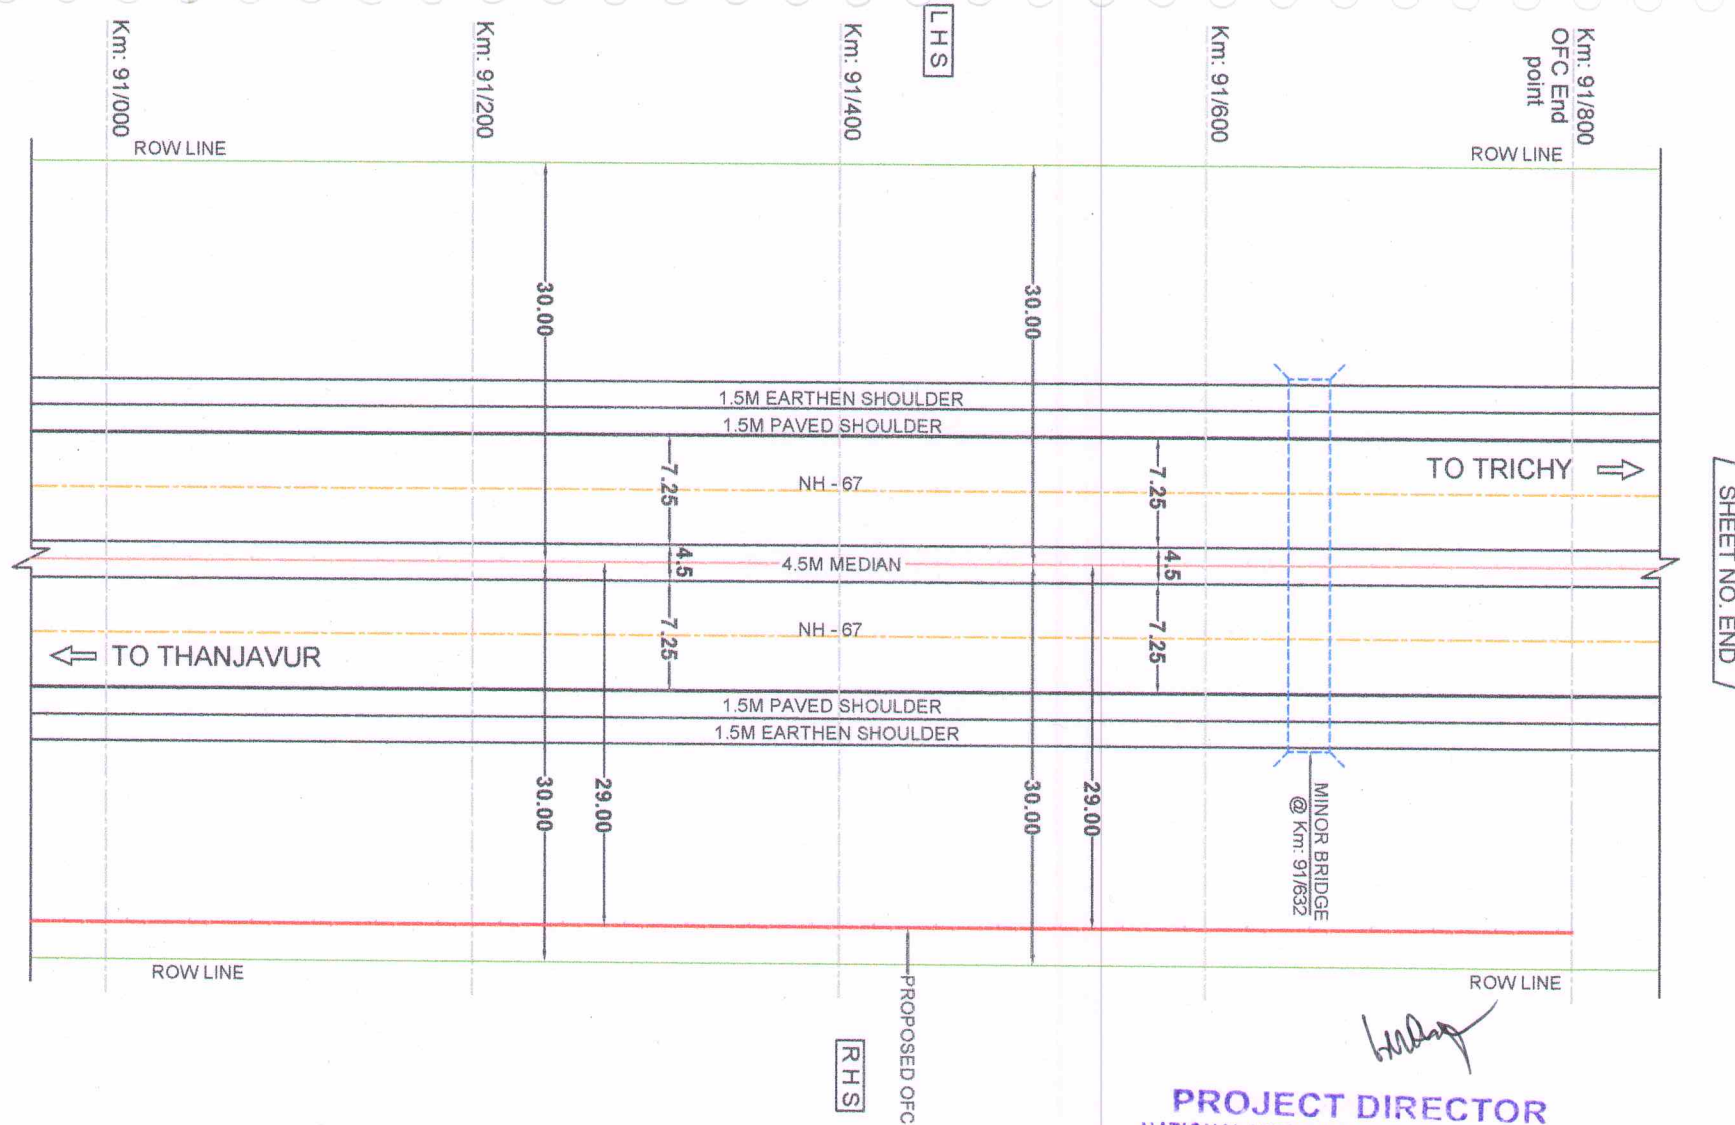 Km: 91/000
Km: 91/200
Km: 91/400
LHS
Km: 91/600
Km: 91/800
OFC End
point
ROW LINE
ROW LINE
30.00
30.00
1.5M EARTHEN SHOULDER
1.5M PAVED SHOULDER
TO TRICHY
SHEET NO. END
7.25
NH - 67
7.25
4.5
4.5M MEDIAN
4.5
7.25
NH - 67
7.25
TO THANJAVUR
1.5M PAVED SHOULDER
1.5M EARTHEN SHOULDER
30.00
29.00
30.00
29.00
MINOR BRIDGE
@ Km: 91/632
ROW LINE
ROW LINE
PROPOSED OFC
RHS
PROJECT DIRECTOR